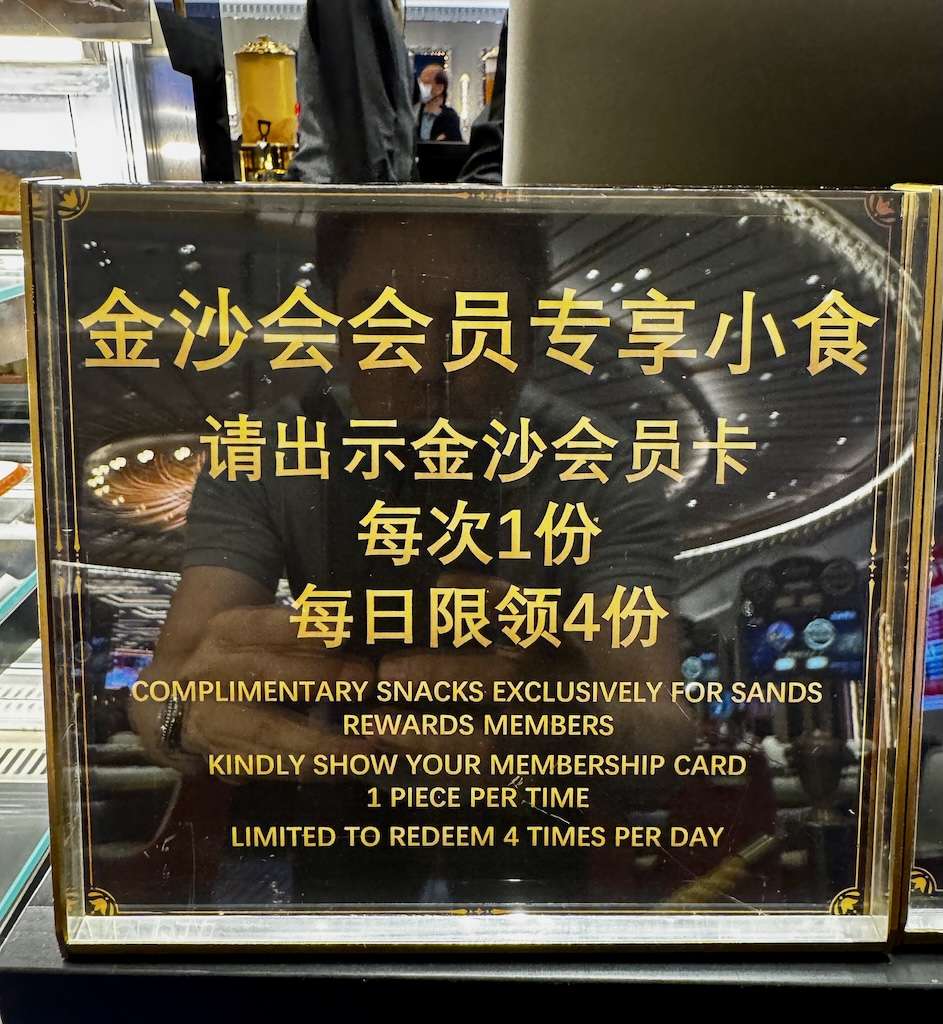 金沙会会员专享小食
请出示金沙会员卡
每次1份
每日限领4份
COMPLIMENTARY SNACKS EXCLUSIVELY FOR SANDS
REWARDS MEMBERS
KINDLY SHOW YOUR MEMBERSHIP CARD
1 PIECE PER TIME
LIMITED TO REDEEM 4 TIMES PER DAY